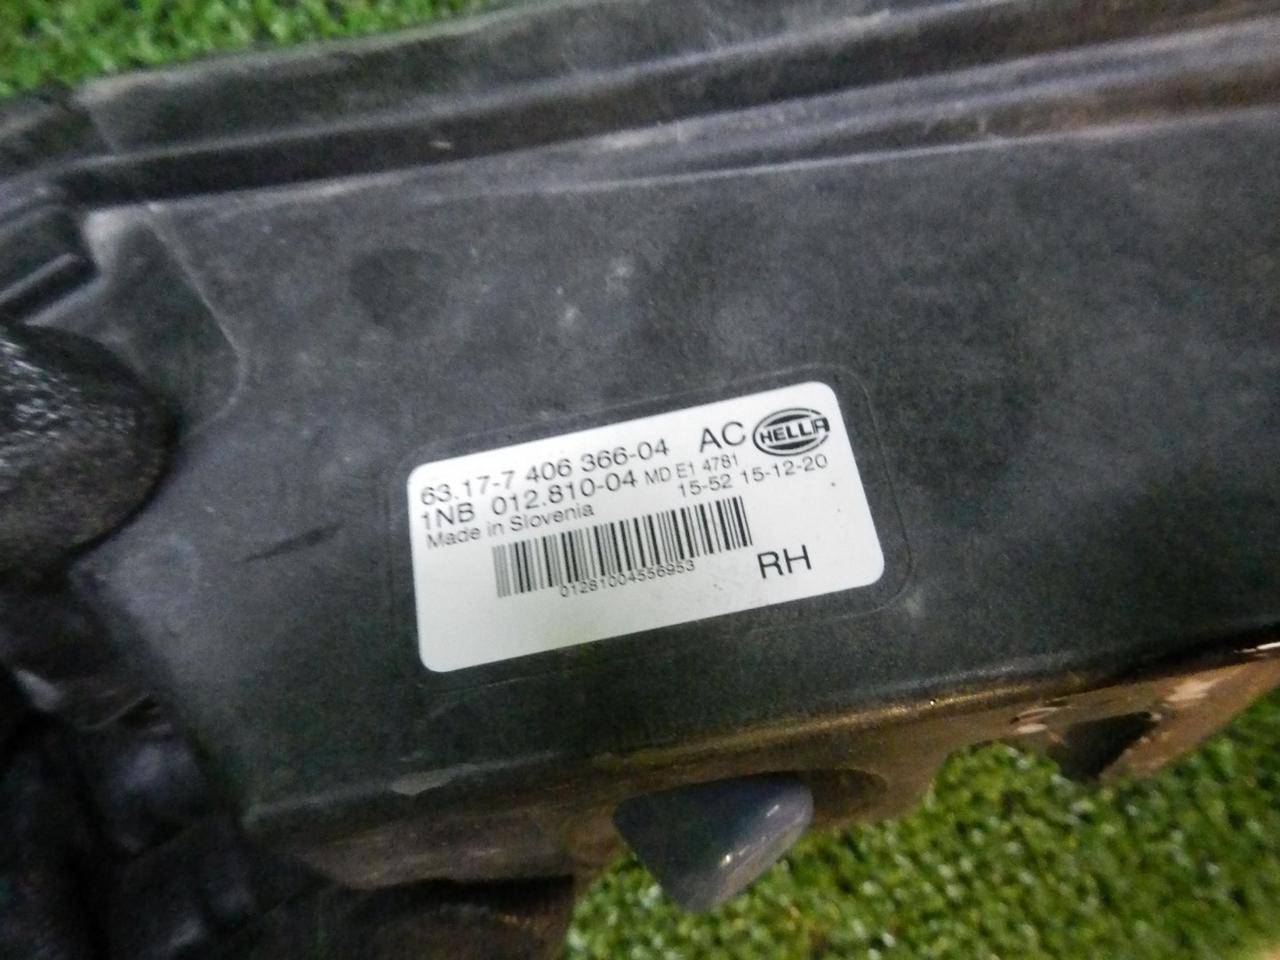 63.17-7 406 366-04 AC HELLA
1NB 012.810-04 MD E1 4781
Made in Slovenia 15-52 15-12-20
01281004556953
RH